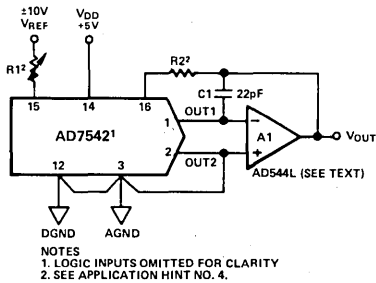 ±10V
VREF
VDD
+5V
R1²
R2²
C1
22pF
15
14
16
OUT1
1
AD7542¹
A1
VOUT
2
OUT2
AD544L (SEE TEXT)
12
3
DGND
AGND
NOTES
1. LOGIC INPUTS OMITTED FOR CLARITY
2. SEE APPLICATION HINT NO. 4.